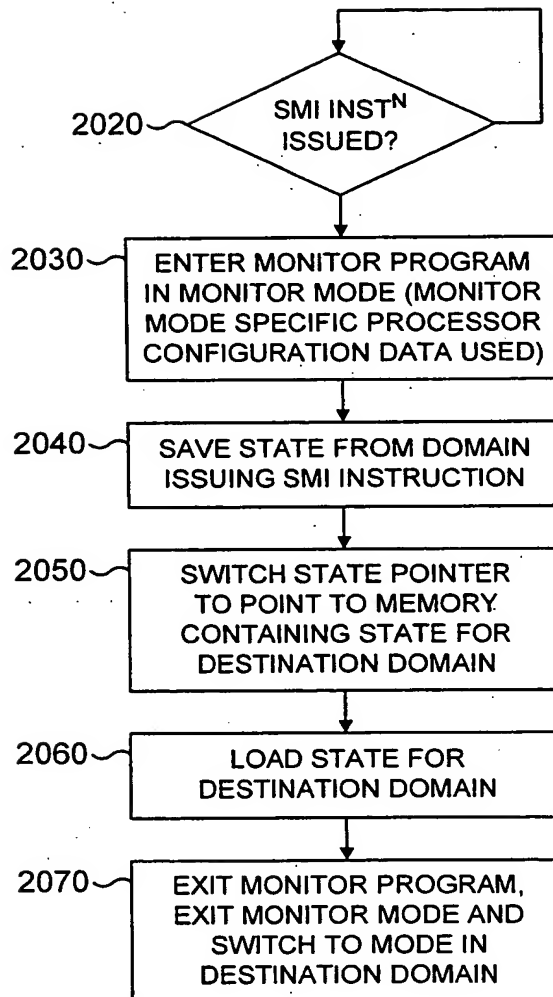 2020
SMI INSTᴺ
ISSUED?
2030
ENTER MONITOR PROGRAM
IN MONITOR MODE (MONITOR
MODE SPECIFIC PROCESSOR
CONFIGURATION DATA USED)
2040
SAVE STATE FROM DOMAIN
ISSUING SMI INSTRUCTION
2050
SWITCH STATE POINTER
TO POINT TO MEMORY
CONTAINING STATE FOR
DESTINATION DOMAIN
2060
LOAD STATE FOR
DESTINATION DOMAIN
2070
EXIT MONITOR PROGRAM,
EXIT MONITOR MODE AND
SWITCH TO MODE IN
DESTINATION DOMAIN